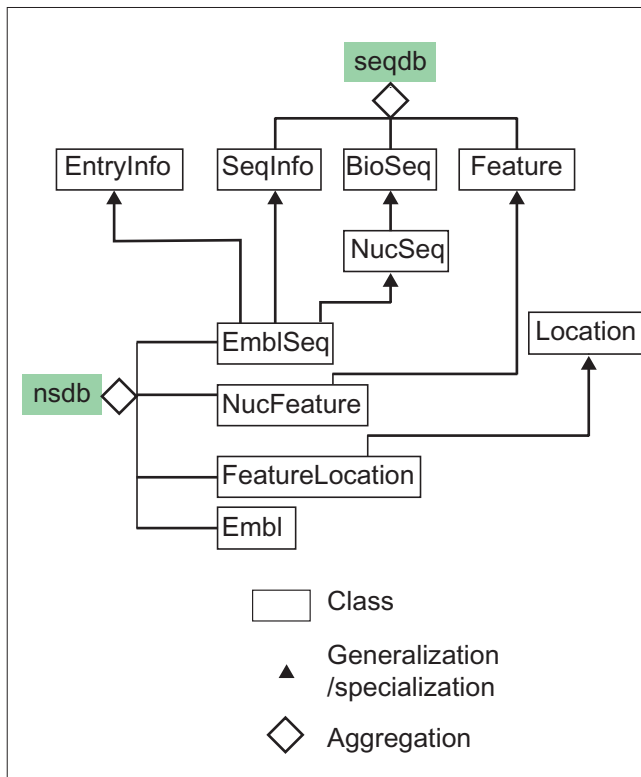 seqdb
EntryInfo
SeqInfo
BioSeq
Feature
NucSeq
EmblSeq
Location
nsdb
NucFeature
FeatureLocation
Embl
Class
Generalization
/specialization
Aggregation